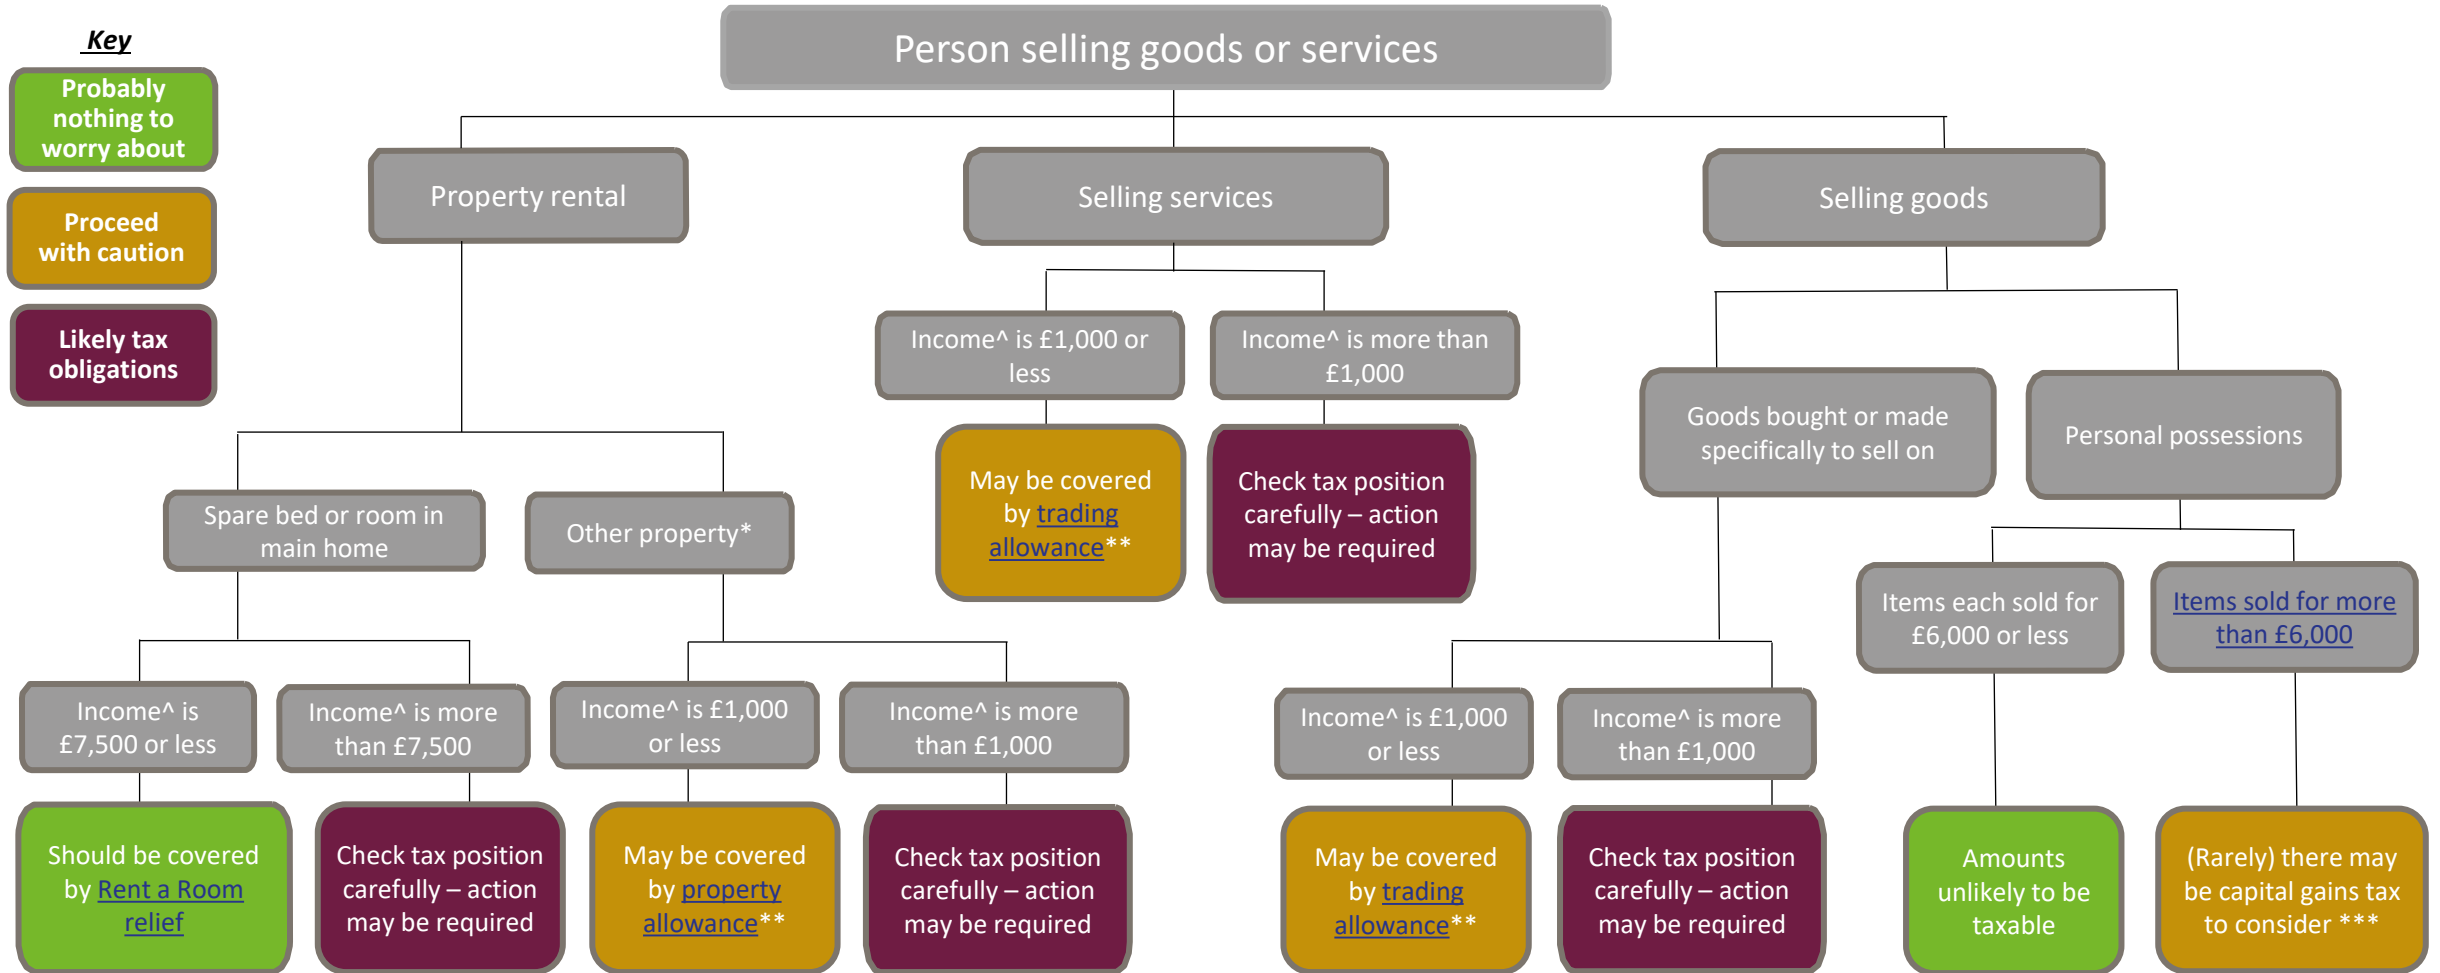 Key
Probably
nothing to
worry about
Proceed
with caution
Likely tax
obligations
Person selling goods or services
Property rental
Selling services
Selling goods
Income^ is £1,000 or
less
Income^ is more than
£1,000
May be covered
by trading
allowance**
Check tax position
carefully – action
may be required
Goods bought or made
specifically to sell on
Personal possessions
Spare bed or room in
main home
Other property*
Items each sold for
£6,000 or less
Items sold for more
than £6,000
Income^ is
£7,500 or less
Income^ is more
than £7,500
Income^ is £1,000
or less
Income^ is more
than £1,000
Income^ is £1,000
or less
Income^ is more
than £1,000
Should be covered
by Rent a Room
relief
Check tax position
carefully – action
may be required
May be covered
by property
allowance**
Check tax position
carefully – action
may be required
May be covered
by trading
allowance**
Check tax position
carefully – action
may be required
Amounts
unlikely to be
taxable
(Rarely) there may
be capital gains tax
to consider ***